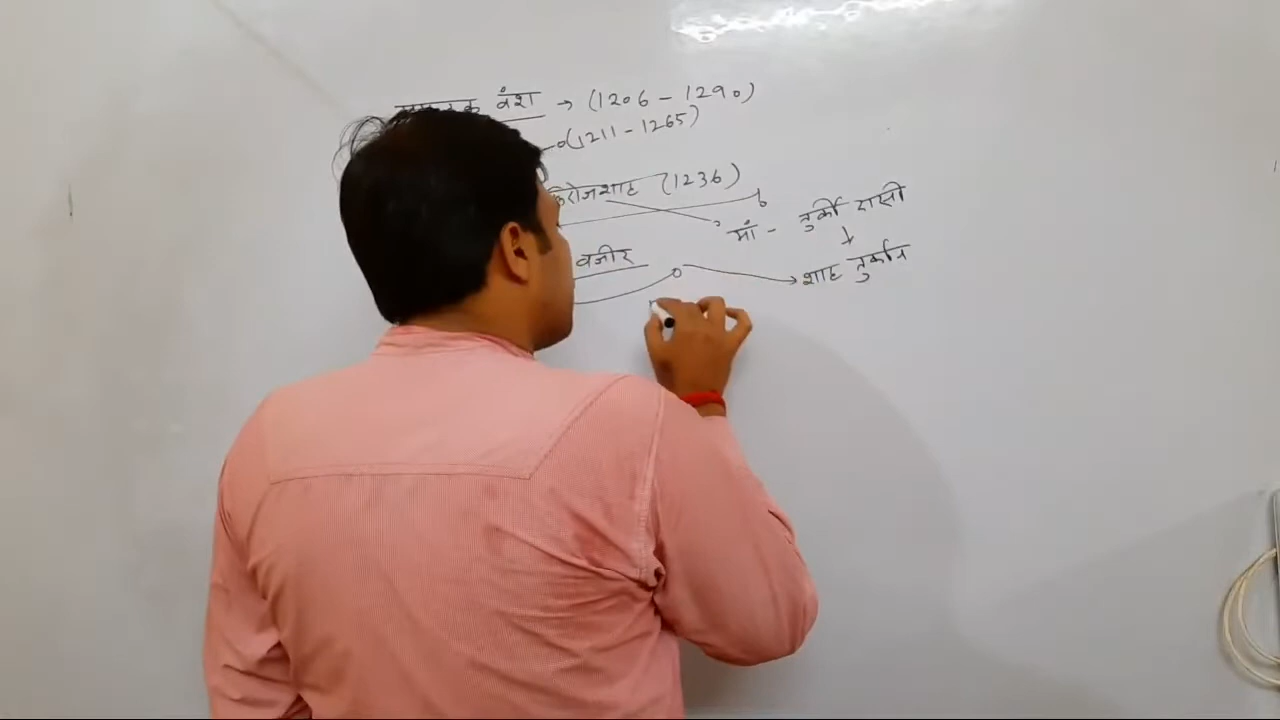 वंश → (1206 - 1290)
(1211 - 1265)
फिरोजशाह (1236)
माँ - तुर्की दासी
↓
वजीर
शाह तुर्कान